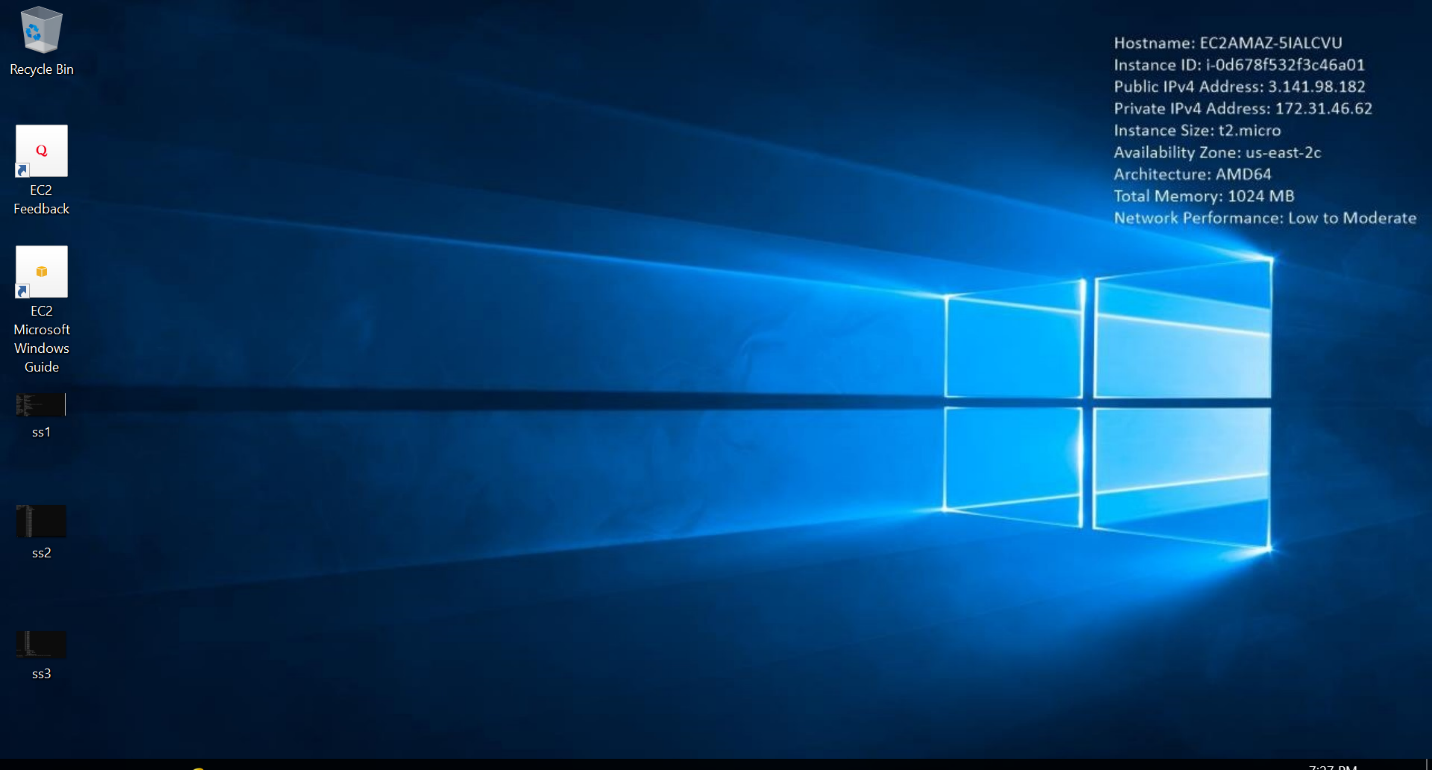 Recycle Bin
Q
EC2
Feedback
EC2
Microsoft
Windows
Guide
ss1
ss2
ss3
Hostname: EC2AMAZ-5IALCVU
Instance ID: i-0d678f532f3c46a01
Public IPv4 Address: 3.141.98.182
Private IPv4 Address: 172.31.46.62
Instance Size: t2.micro
Availability Zone: us-east-2c
Architecture: AMD64
Total Memory: 1024 MB
Network Performance: Low to Moderate